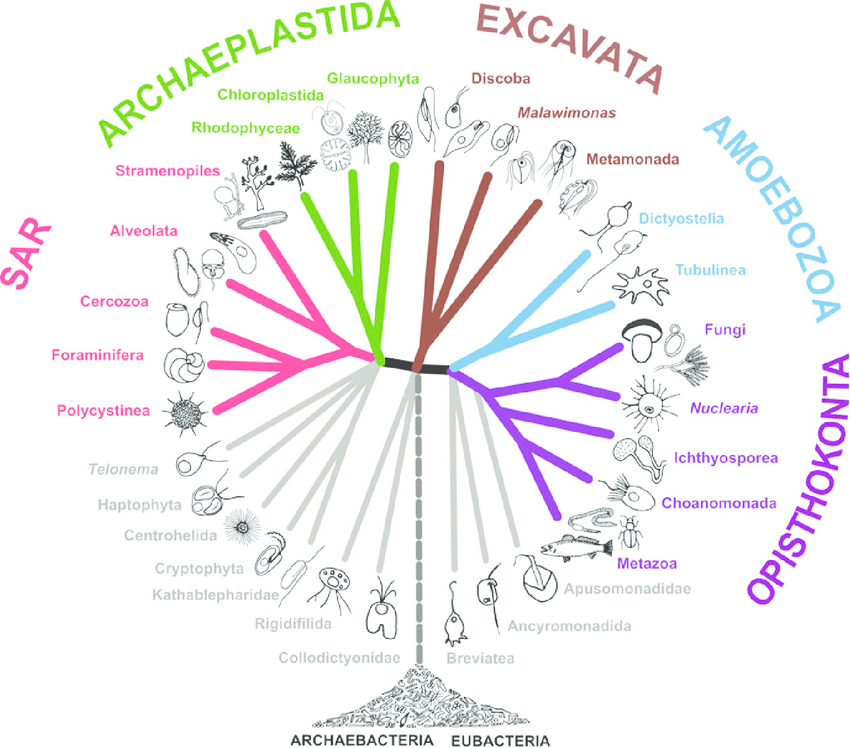 ARCHAEPLASTIDA
EXCAVATA
AMOEBOZOA
OPISTHOKONTA
SAR
Glaucophyta
Chloroplastida
Rhodophyceae
Stramenopiles
Alveolata
Cercozoa
Foraminifera
Polycystinea
Telonema
Haptophyta
Centrohelida
Cryptophyta
Kathablepharidae
Rigidifilida
Collodictyonidae
Discoba
Malawimonas
Metamonada
Dictyostelia
Tubulinea
Fungi
Nuclearia
Ichthyosporea
Choanomonada
Metazoa
Apusomonadidae
Ancyromonadida
Breviatea
ARCHAEBACTERIA EUBACTERIA